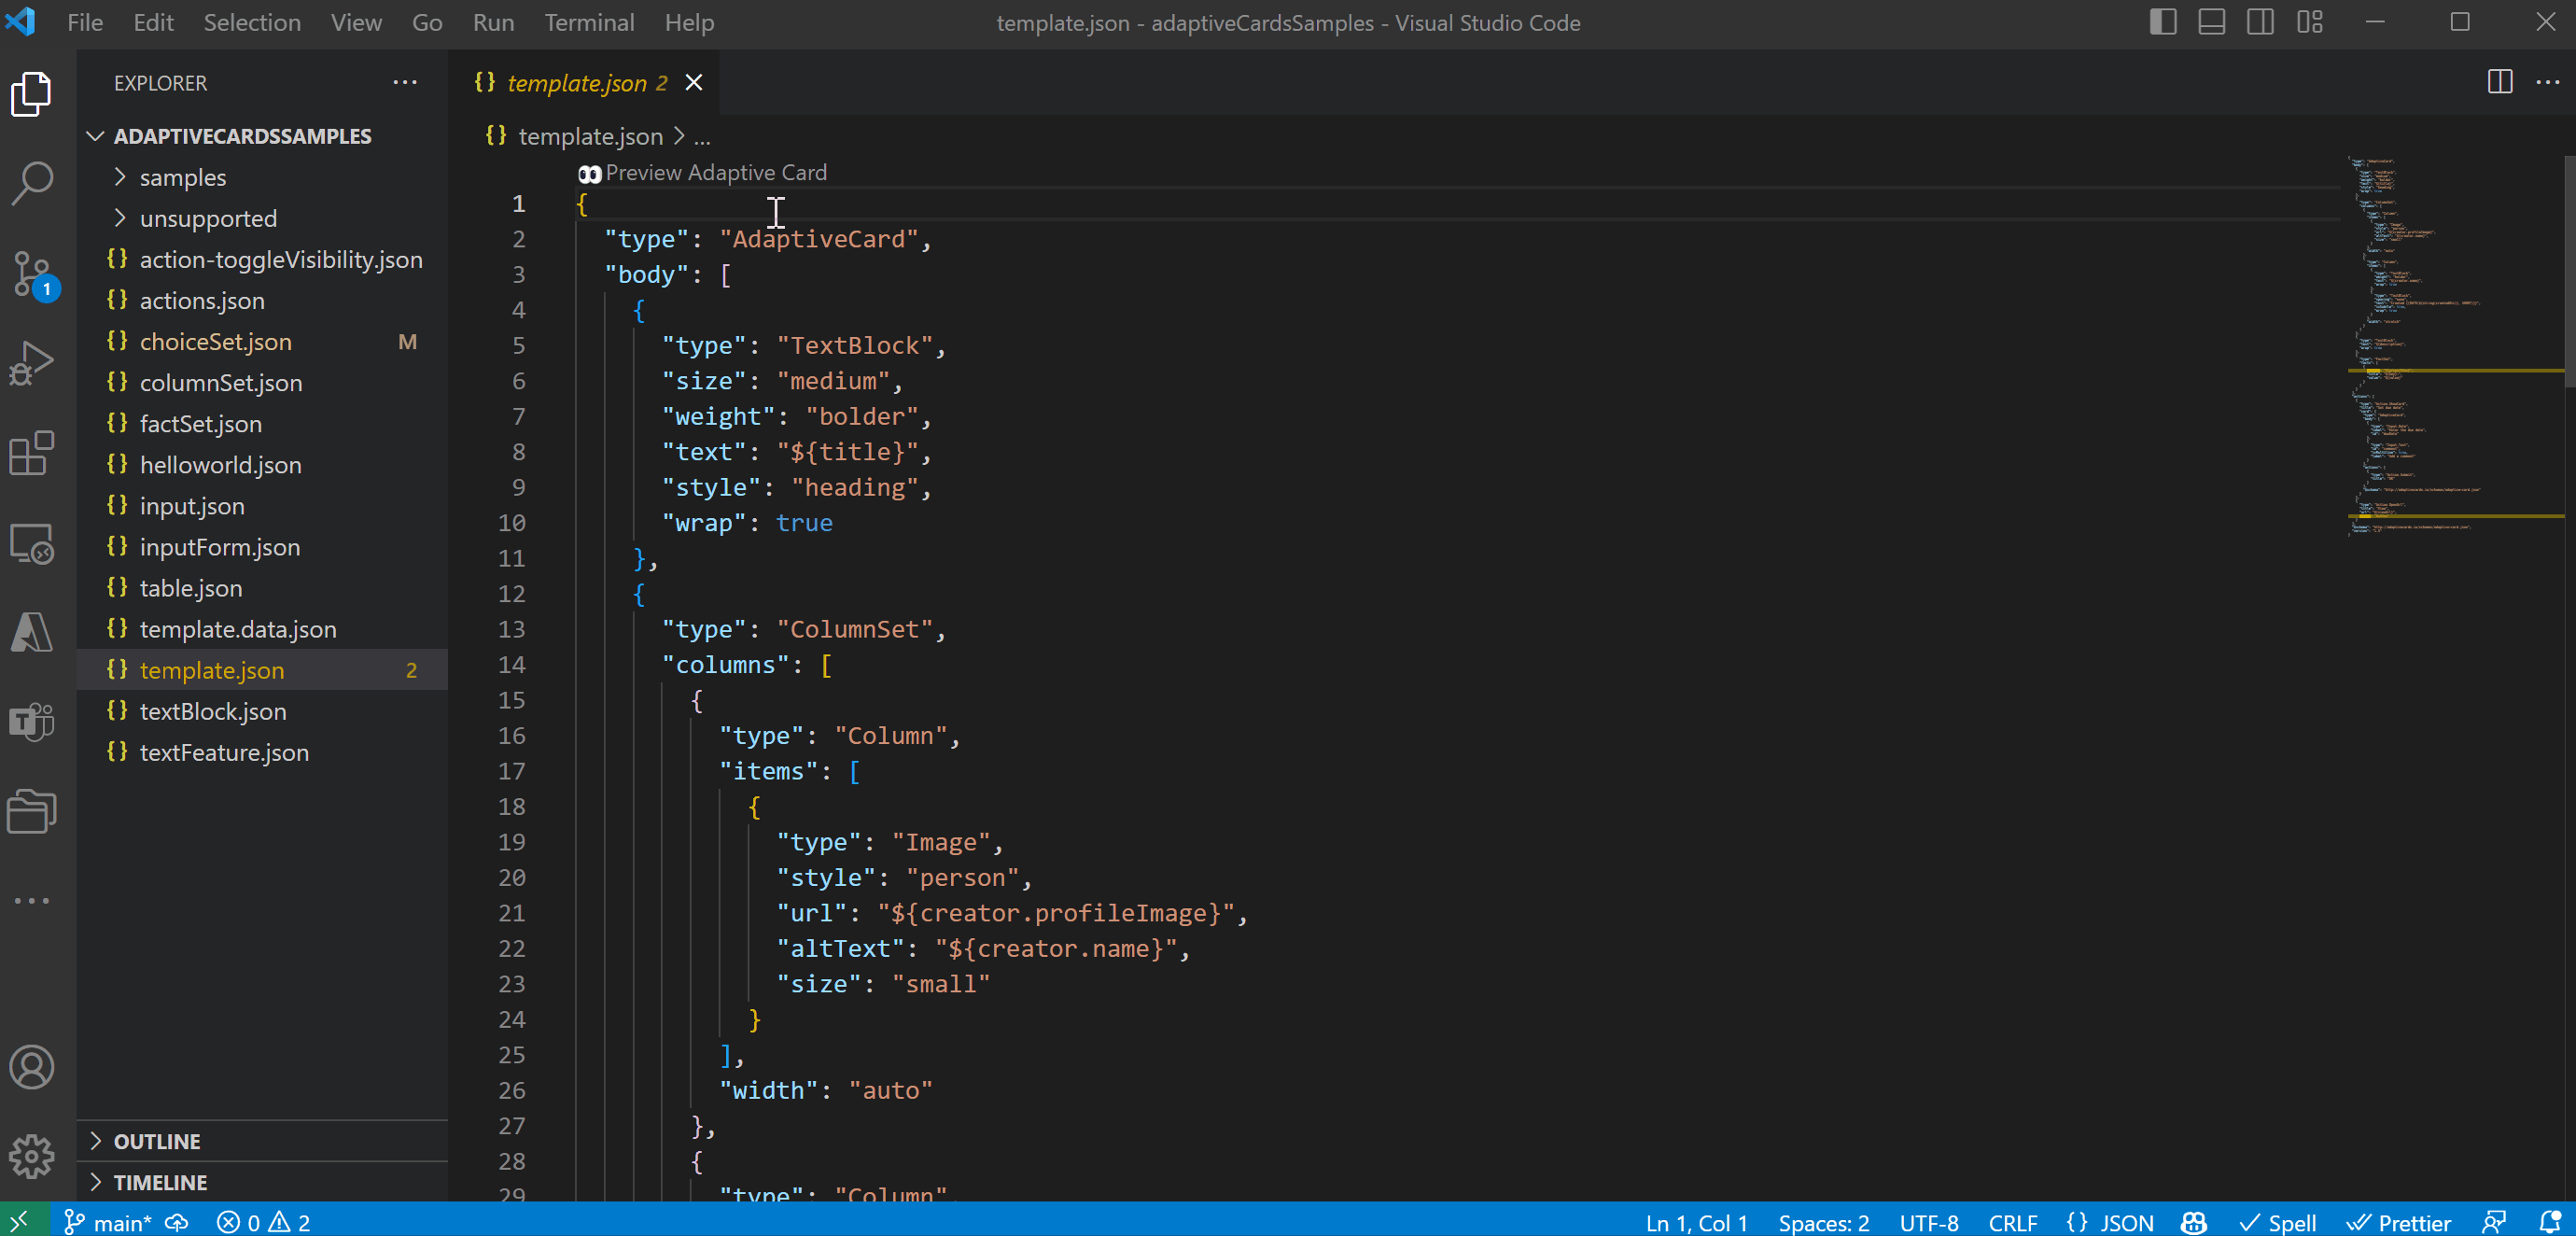 File Edit Selection View Go Run Terminal Help
template.json - adaptiveCardsSamples - Visual Studio Code
EXPLORER
ADAPTIVECARDSSAMPLES
samples
unsupported
{} action-toggleVisibility.json
{} actions.json
{} choiceSet.json M
{} columnSet.json
{} factSet.json
{} helloworld.json
{} input.json
{} inputForm.json
{} table.json
{} template.data.json
{} template.json 2
{} textBlock.json
{} textFeature.json
OUTLINE
TIMELINE
1
{} template.json 2
{} template.json > ...
Preview Adaptive Card
1 {
2 "type": "AdaptiveCard",
3 "body": [
4 {
5 "type": "TextBlock",
6 "size": "medium",
7 "weight": "bolder",
8 "text": "${title}",
9 "style": "heading",
10 "wrap": true
11 },
12 {
13 "type": "ColumnSet",
14 "columns": [
15 {
16 "type": "Column",
17 "items": [
18 {
19 "type": "Image",
20 "style": "person",
21 "url": "${creator.profileImage}",
22 "altText": "${creator.name}",
23 "size": "small"
24 }
25 ],
26 "width": "auto"
27 },
28 {
29 "type": "Column",
main* 0 2
Ln 1, Col 1 Spaces: 2 UTF-8 CRLF {} JSON Spell Prettier